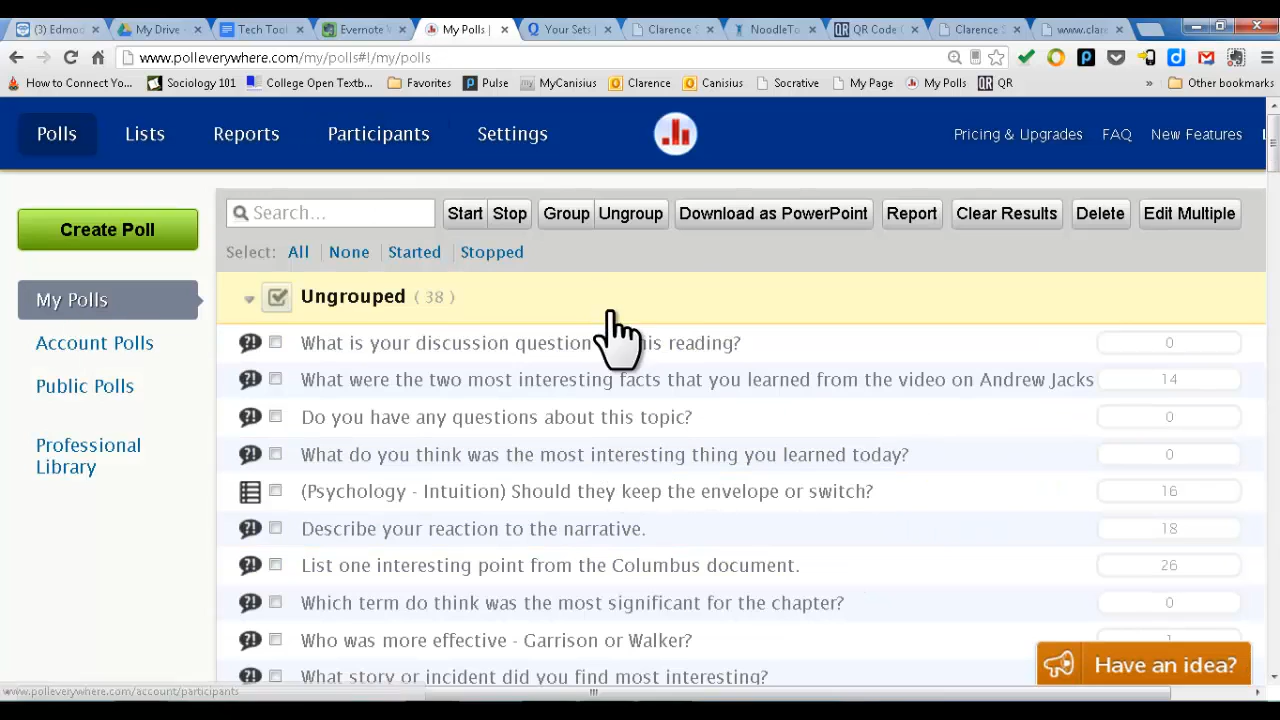 (3) Edmod
My Drive -
Tech Tool
Evernote
My Polls
Your Sets
Clarence S
NoodleTo
QR Code
Clarence S
www.clare
www.polleverywhere.com/my/polls#!/my/polls
How to Connect Yo...
Sociology 101
College Open Textb...
Favorites
Pulse
MyCanisius
Clarence
Canisius
Socrative
My Page
My Polls
QR
»
Other bookmarks
Polls
Lists
Reports
Participants
Settings
Pricing & Upgrades
FAQ
New Features
Create Poll
Search...
Start
Stop
Group
Ungroup
Download as PowerPoint
Report
Clear Results
Delete
Edit Multiple
Select: All None Started Stopped
My Polls
Account Polls
Public Polls
Professional
Library
Ungrouped ( 38 )
What is your discussion question his reading? 0
What were the two most interesting facts that you learned from the video on Andrew Jacks 14
Do you have any questions about this topic? 0
What do you think was the most interesting thing you learned today? 0
(Psychology - Intuition) Should they keep the envelope or switch? 16
Describe your reaction to the narrative. 18
List one interesting point from the Columbus document. 26
Which term do think was the most significant for the chapter? 0
Who was more effective - Garrison or Walker? 1
What story or incident did you find most interesting?
Have an idea?
www.polleverywhere.com/account/participants